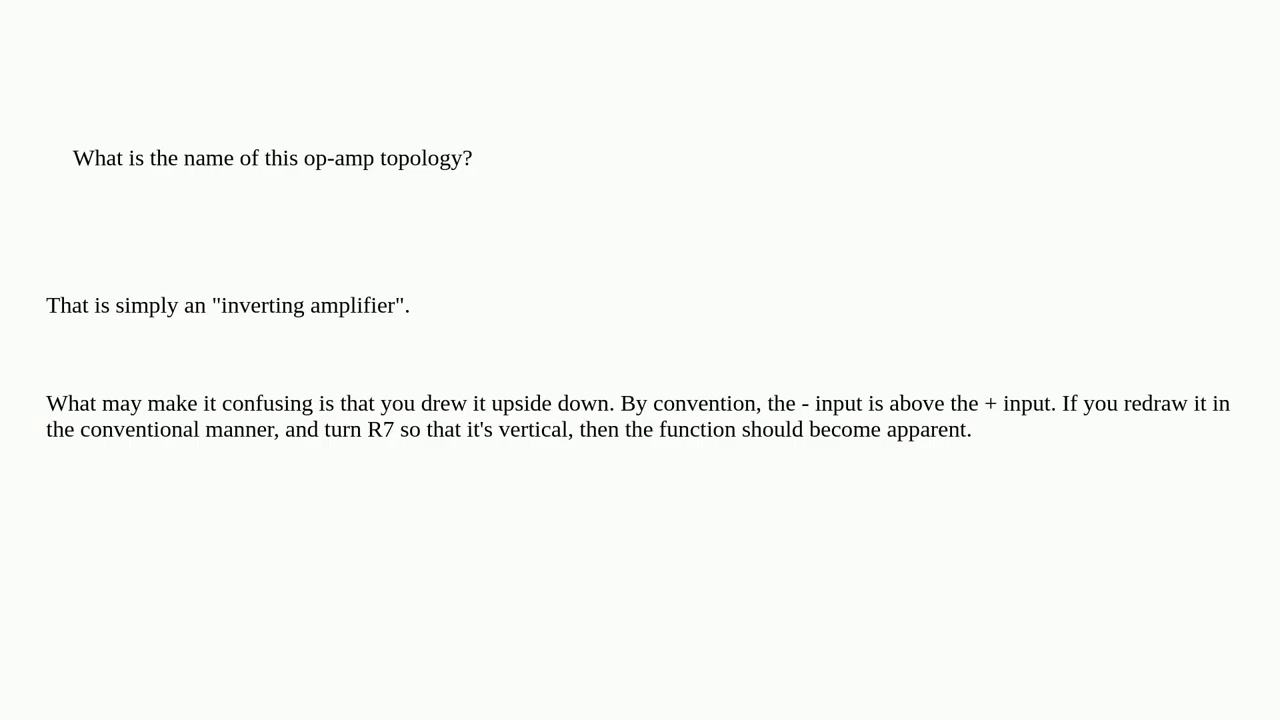 What is the name of this op-amp topology?
That is simply an "inverting amplifier".
What may make it confusing is that you drew it upside down. By convention, the - input is above the + input. If you redraw it in
the conventional manner, and turn R7 so that it's vertical, then the function should become apparent.